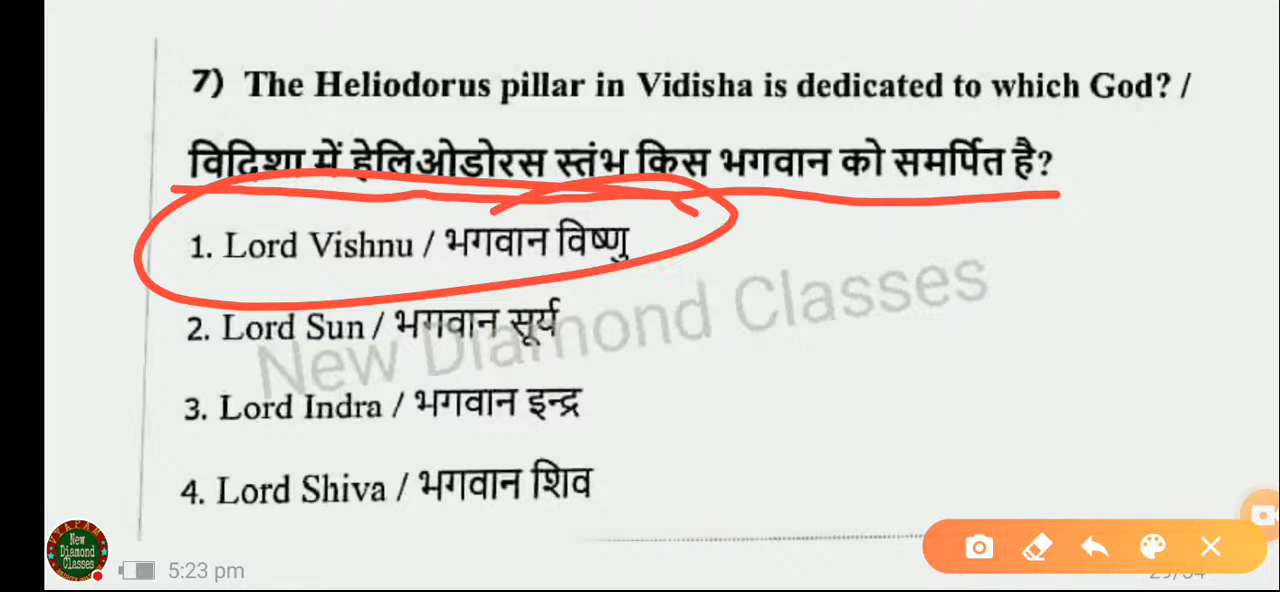 7) The Heliodorus pillar in Vidisha is dedicated to which God? /
विदिशा में हेलिओडोरस स्तंभ किस भगवान को समर्पित है?
1. Lord Vishnu / भगवान विष्णु
2. Lord Sun / भगवान सूर्य
3. Lord Indra / भगवान इन्द्र
4. Lord Shiva / भगवान शिव
New Diamond Classes
VYAPAM
New
Diamond
Classes
5:23 pm